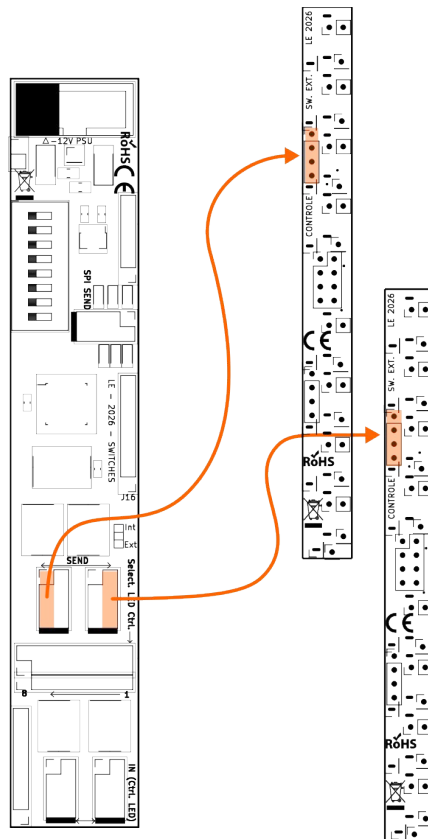 △ -12V PSU
RoHS CE
SPI SEND
LE - 2026 - SWITCHES
J16
Int
Ext
SEND
Select. LED Ctrl.
8
1
IN (Ctrl LED)
LE 2026
SW. EXT.
CONTROLE
CE
RoHS
LE 2026
SW. EXT.
CONTROLE
CE
RoHS